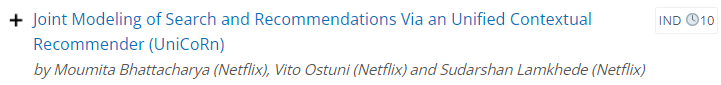 Joint Modeling of Search and Recommendations Via an Unified Contextual
Recommender (UniCoRn)
by Moumita Bhattacharya (Netflix), Vito Ostuni (Netflix) and Sudarshan Lamkhede (Netflix)
IND 10